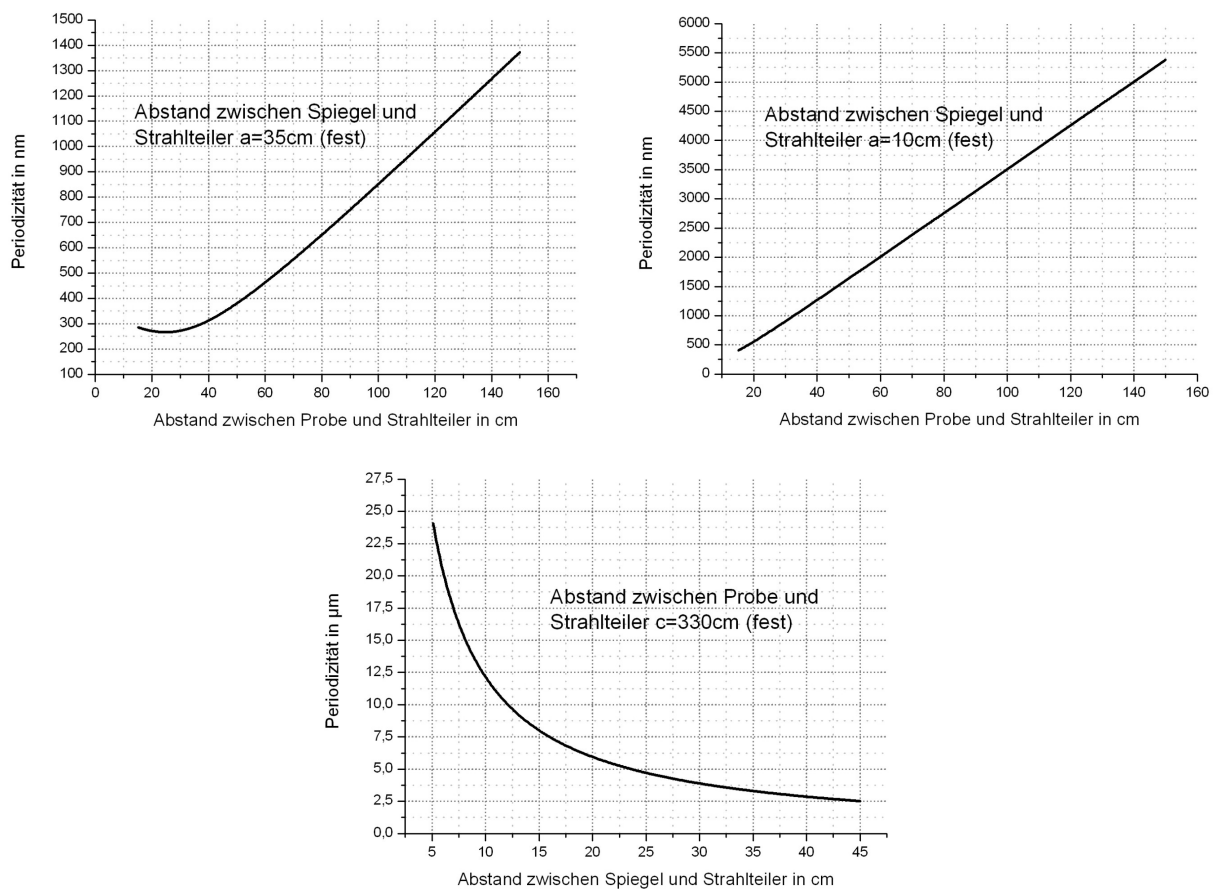 1500
1400
1300
1200
1100
1000
900
800
700
600
500
400
300
200
100
Periodizität in nm
Abstand zwischen Spiegel und
Strahlteiler a=35cm (fest)
0 20 40 60 80 100 120 140 160
Abstand zwischen Probe und Strahlteiler in cm
6000
5500
5000
4500
4000
3500
3000
2500
2000
1500
1000
500
0
Periodizität in nm
Abstand zwischen Spiegel und
Strahlteiler a=10cm (fest)
20 40 60 80 100 120 140 160
Abstand zwischen Probe und Strahlteiler in cm
27,5
25,0
22,5
20,0
17,5
15,0
12,5
10,0
7,5
5,0
2,5
0,0
Periodizität in µm
Abstand zwischen Probe und
Strahlteiler c=330cm (fest)
5 10 15 20 25 30 35 40 45
Abstand zwischen Spiegel und Strahlteiler in cm